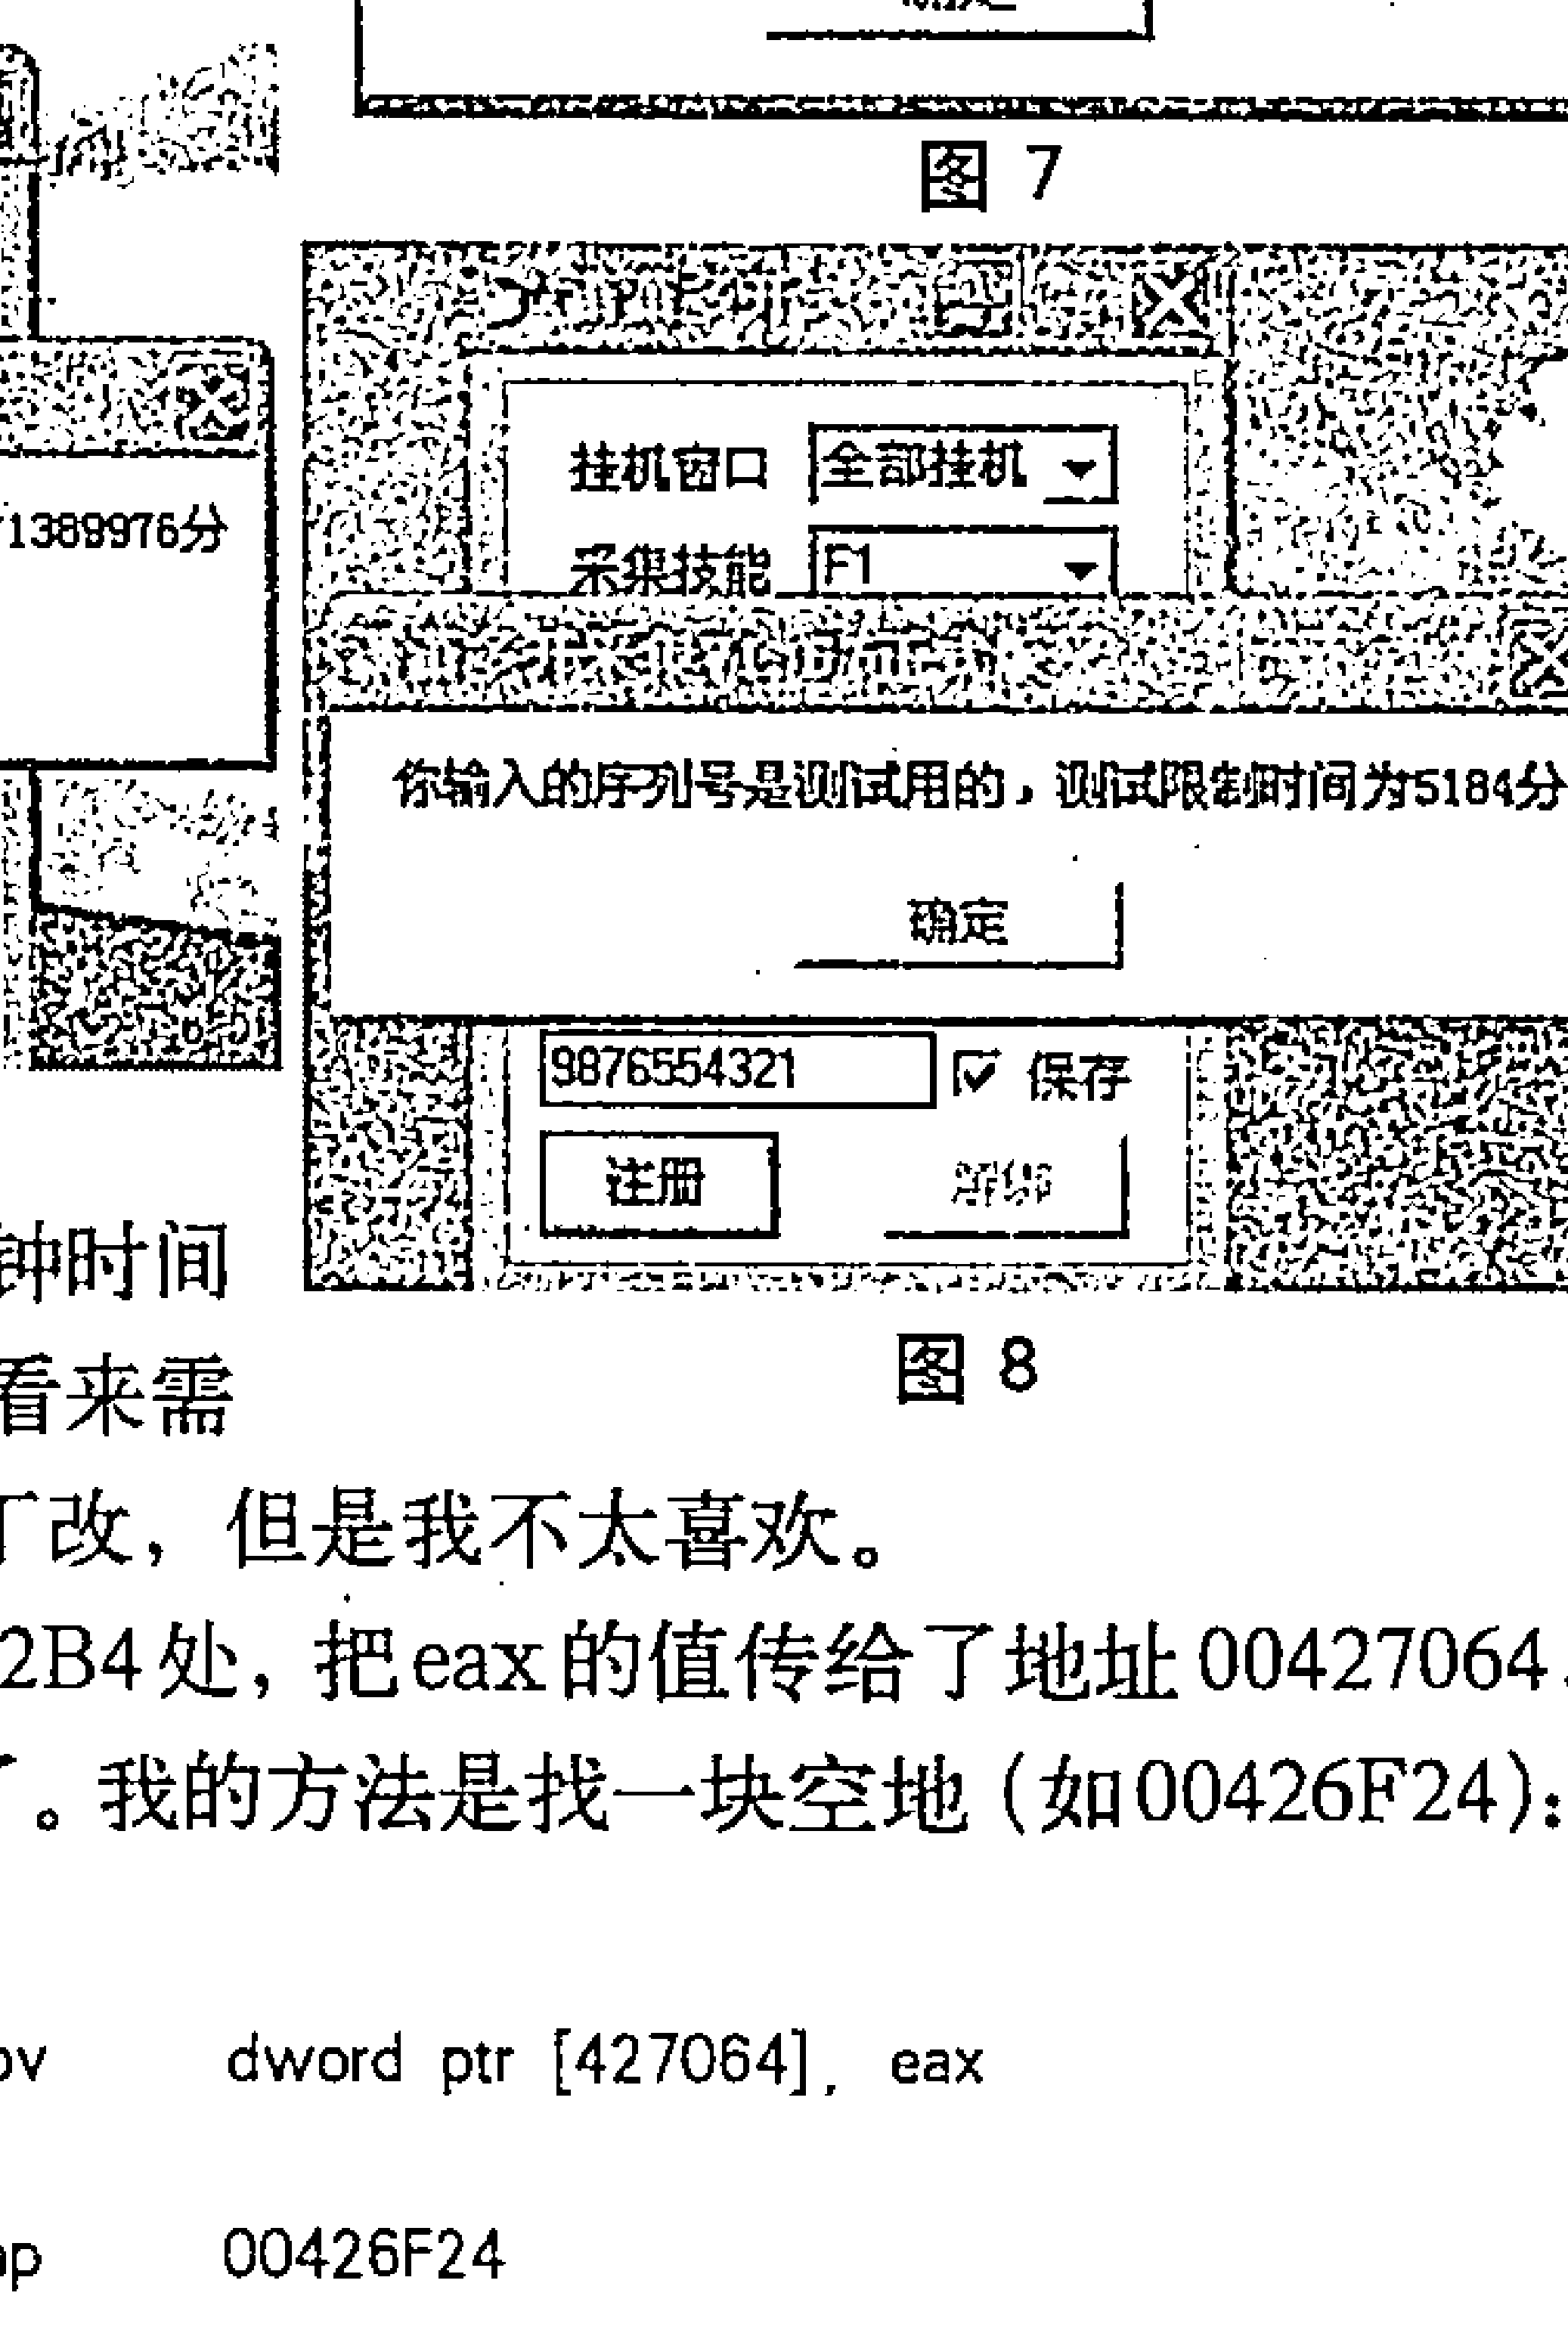 图 7
挂机窗口 全部挂机
采集技能 F1
1389976分
你输入的序列号是测试用的，测试限制时间为5184分
确定
9876554321 保存
注册
钟时间
图 8
看来需
改，但是我不太喜欢。
2B4处，把eax的值传给了地址00427064
。我的方法是找一块空地（如00426F24）：
dword ptr [427064], eax
00426F24